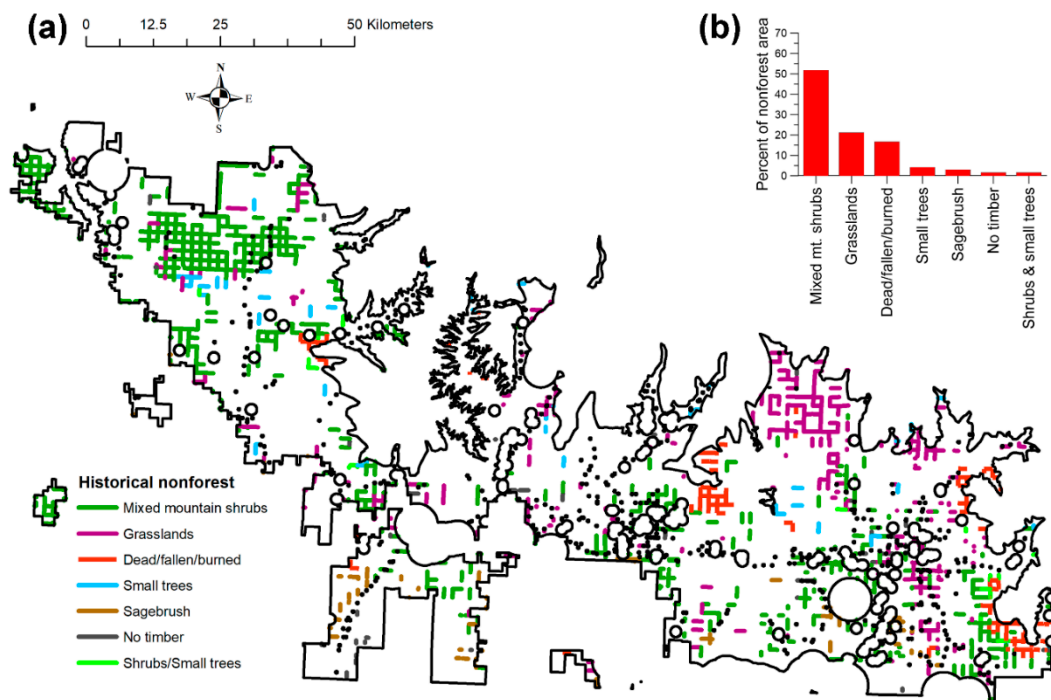 (a)
0 12.5 25 50 Kilometers
N
W E
S
(b)
Percent of nonforest area
70
60
50
40
30
20
10
0
Mixed mt. shrubs
Grasslands
Dead/fallen/burned
Small trees
Sagebrush
No timber
Shrubs & small trees
Historical nonforest
Mixed mountain shrubs
Grasslands
Dead/fallen/burned
Small trees
Sagebrush
No timber
Shrubs/Small trees